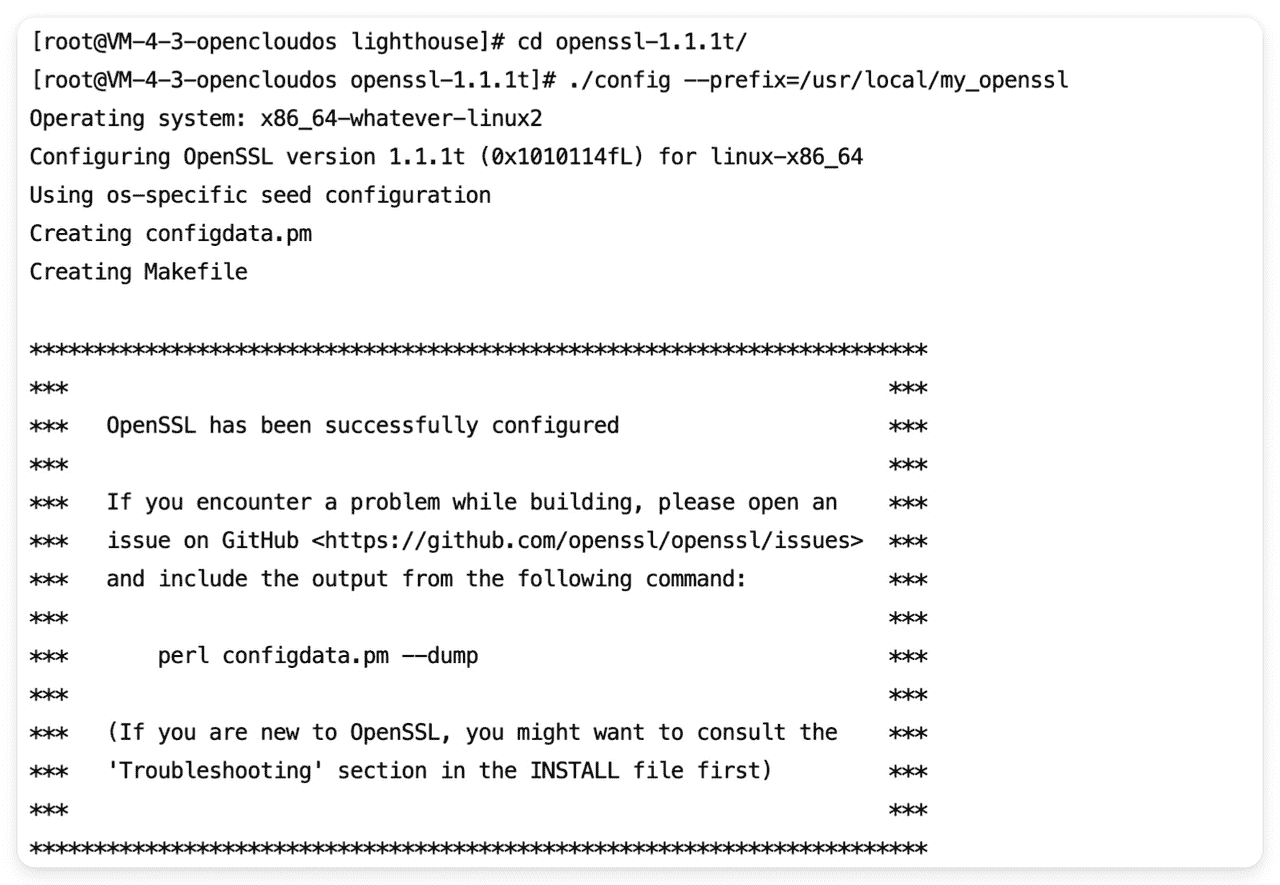 [root@VM-4-3-opencloudos lighthouse]# cd openssl-1.1.1t/
[root@VM-4-3-opencloudos openssl-1.1.1t]# ./config --prefix=/usr/local/my_openssl
Operating system: x86_64-whatever-linux2
Configuring OpenSSL version 1.1.1t (0x1010114fL) for linux-x86_64
Using os-specific seed configuration
Creating configdata.pm
Creating Makefile

**********************************************************************
***                                                                ***
***   OpenSSL has been successfully configured                     ***
***                                                                ***
***   If you encounter a problem while building, please open an    ***
***   issue on GitHub <https://github.com/openssl/openssl/issues>  ***
***   and include the output from the following command:           ***
***                                                                ***
***       perl configdata.pm --dump                                ***
***                                                                ***
***   (If you are new to OpenSSL, you might want to consult the    ***
***   'Troubleshooting' section in the INSTALL file first)         ***
***                                                                ***
**********************************************************************